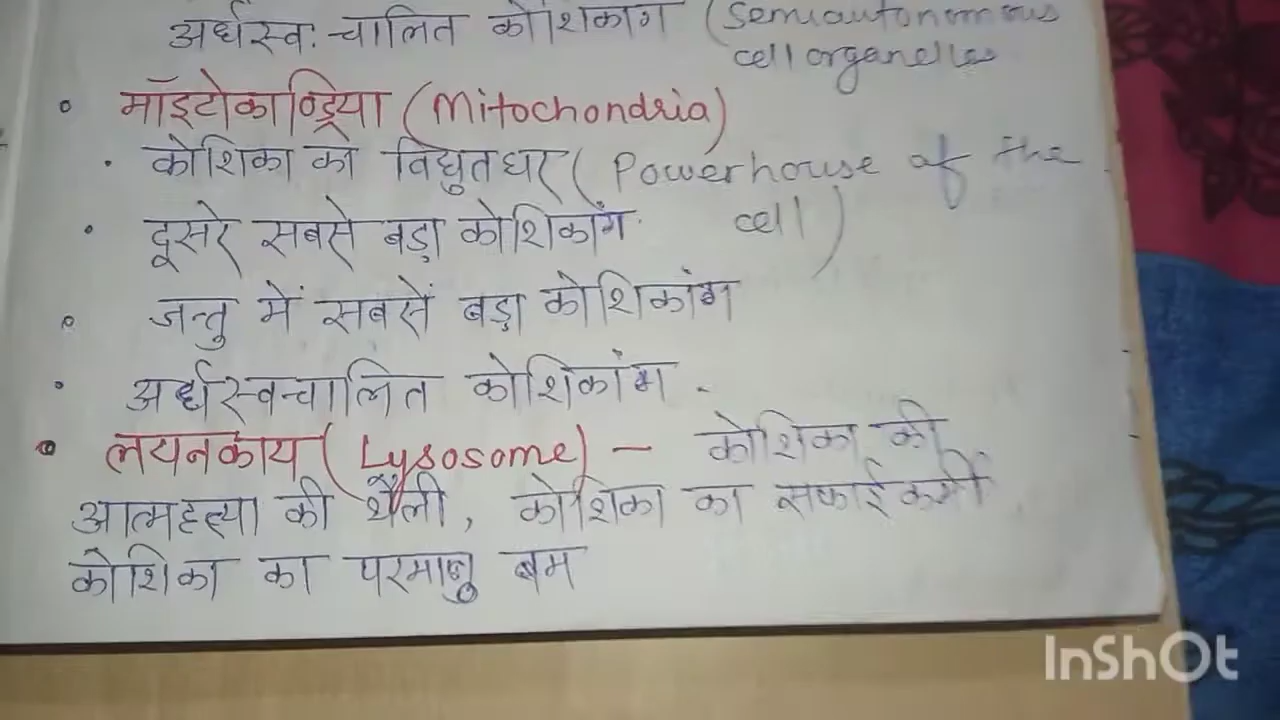 अर्धस्व: चालित कोशिकांग (Semiautonomous
cell organelles
मॉइटोकाण्ड्रिया (Mitochondria)
कोशिका का विधुतघर ( Powerhouse of the
cell)
दूसरे सबसे बड़ा कोशिकांग
जन्तु में सबसें बड़ा कोशिकांग
अर्धस्वचालित कोशिकांग .
लयनकाय (Lysosome) – कोशिका की
आत्महत्या की थैली, कोशिका का सफाईकर्मी
कोशिका का परमाणु बम
InShOt